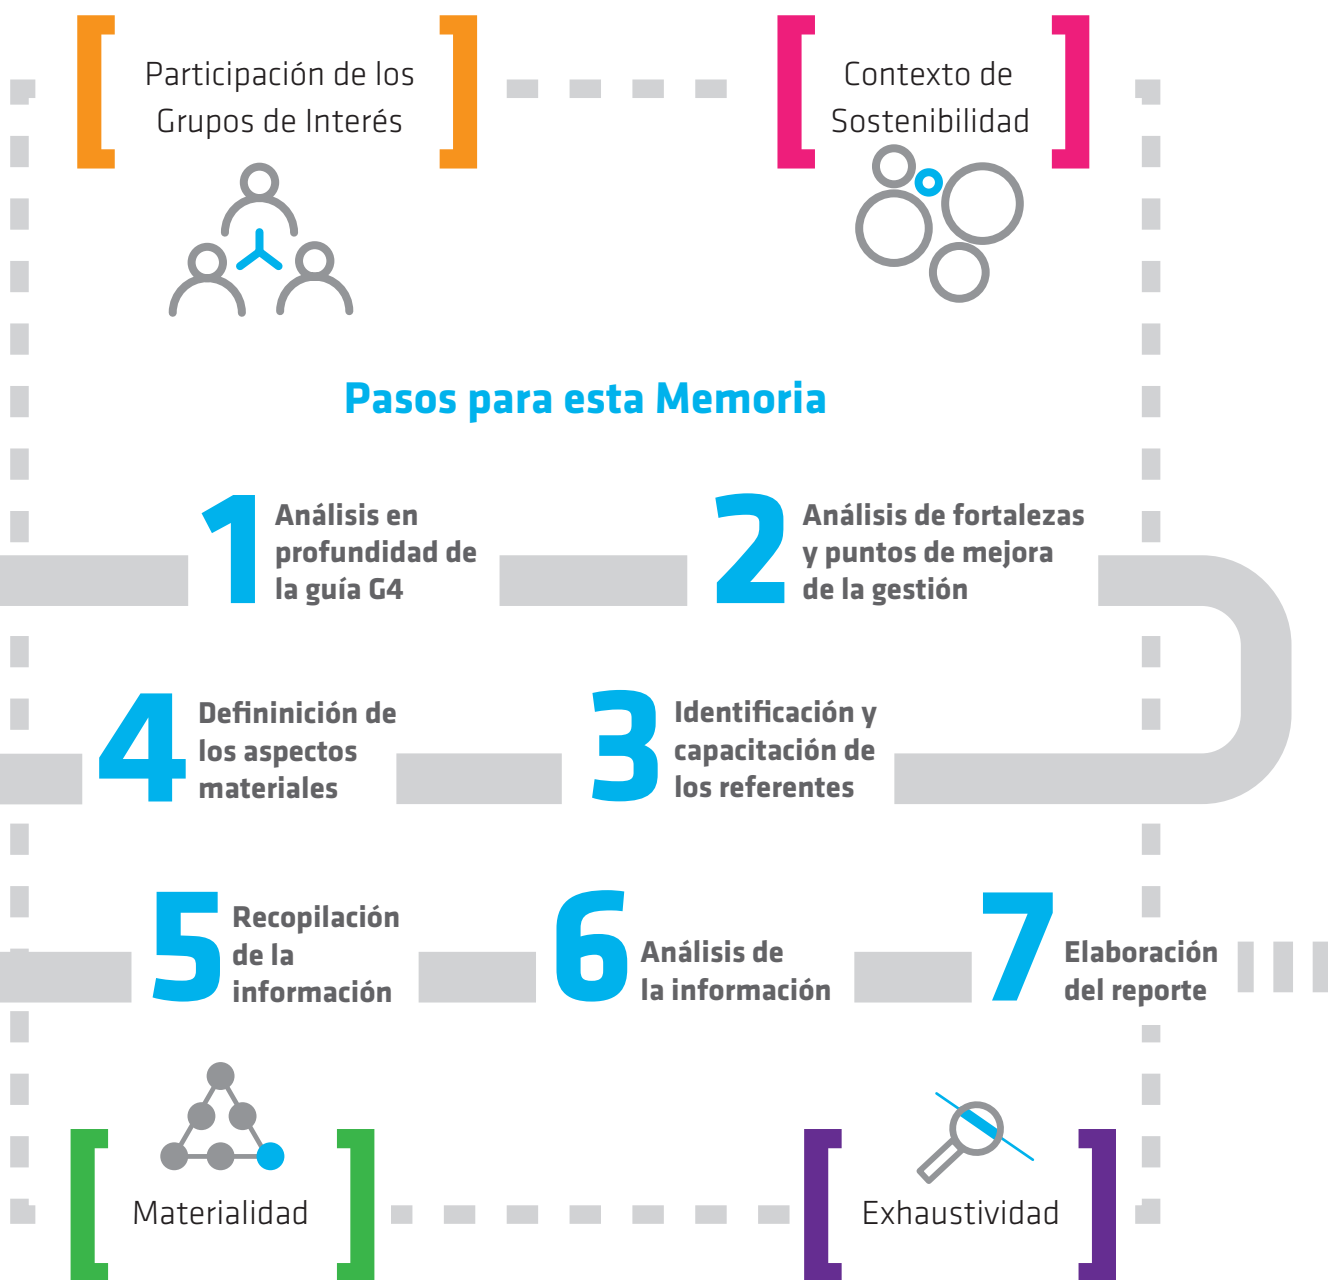 Participación de los
Grupos de Interés
Contexto de
Sostenibilidad
Pasos para esta Memoria
1
Análisis en
profundidad de
la guía G4
2
Análisis de fortalezas
y puntos de mejora
de la gestión
3
Identificación y
capacitación de
los referentes
4
Defininición de
los aspectos
materiales
5
Recopilación
de la
información
6
Análisis de
la información
7
Elaboración
del reporte
Materialidad
Exhaustividad